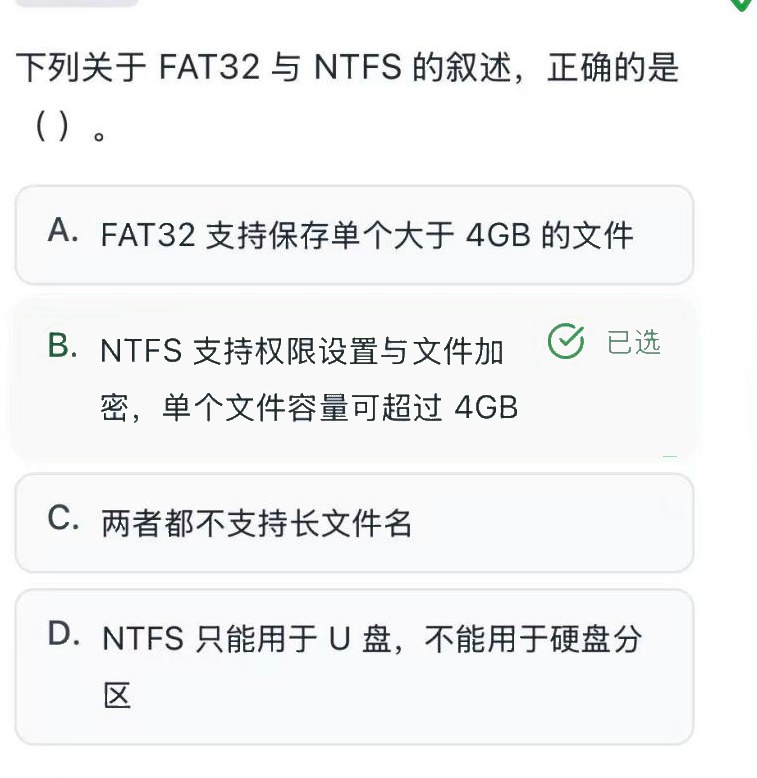 下列关于 FAT32 与 NTFS 的叙述，正确的是
（）。
A. FAT32 支持保存单个大于 4GB 的文件
B. NTFS 支持权限设置与文件加 已选
密，单个文件容量可超过 4GB
C. 两者都不支持长文件名
D. NTFS 只能用于 U 盘，不能用于硬盘分
区